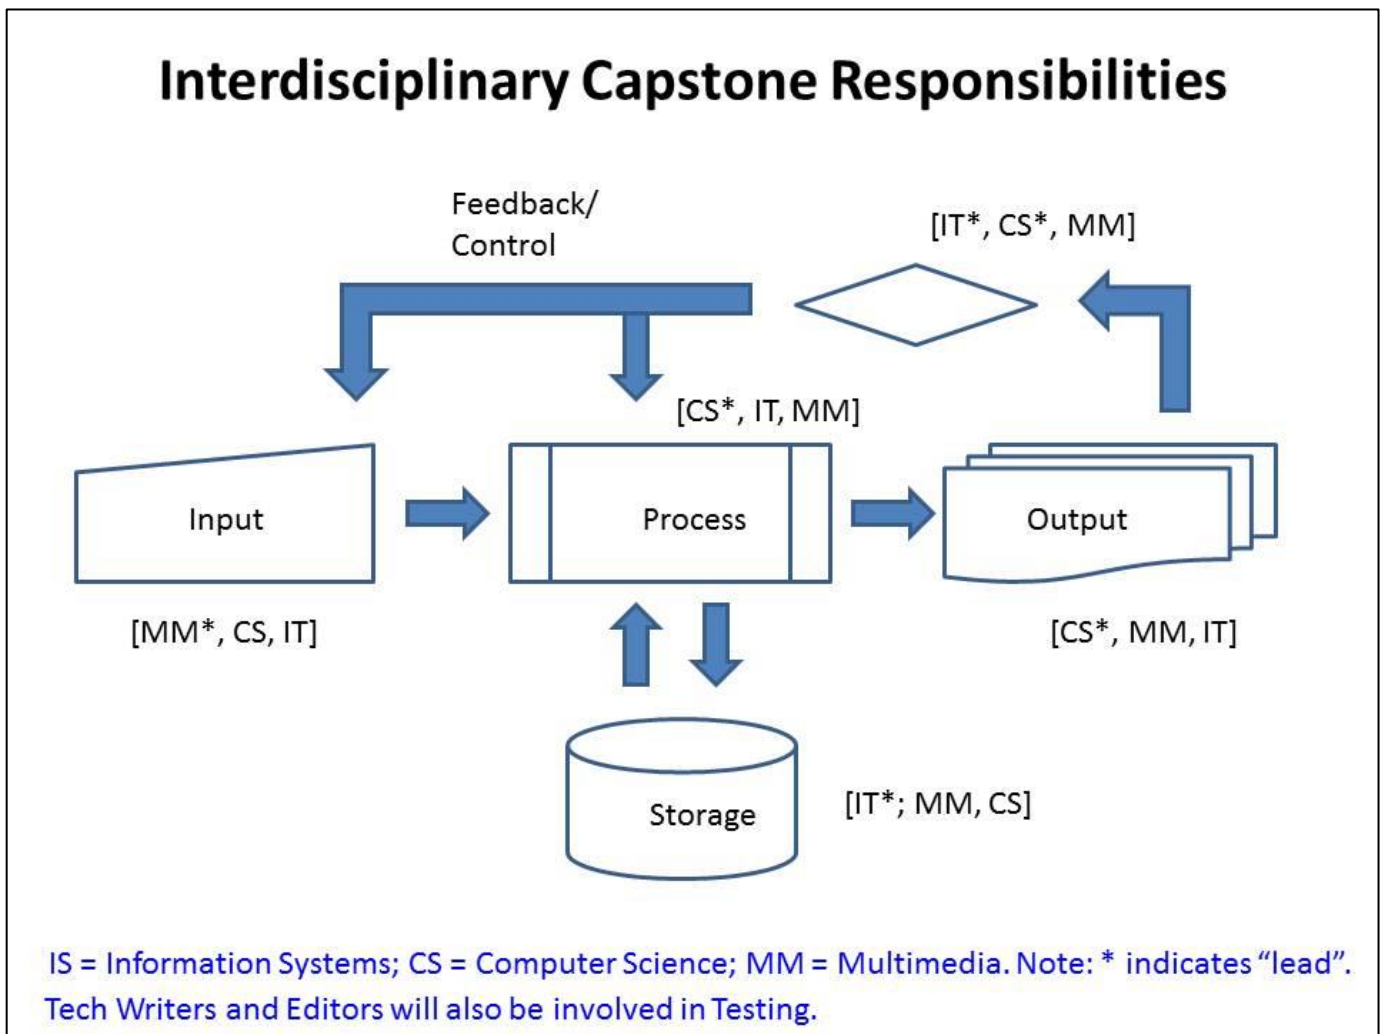 Interdisciplinary Capstone Responsibilities
Feedback/
Control
[IT*, CS*, MM]
[CS*, IT, MM]
Input
Process
Output
[MM*, CS, IT]
[CS*, MM, IT]
Storage
[IT*; MM, CS]
IS = Information Systems; CS = Computer Science; MM = Multimedia. Note: * indicates “lead”.
Tech Writers and Editors will also be involved in Testing.